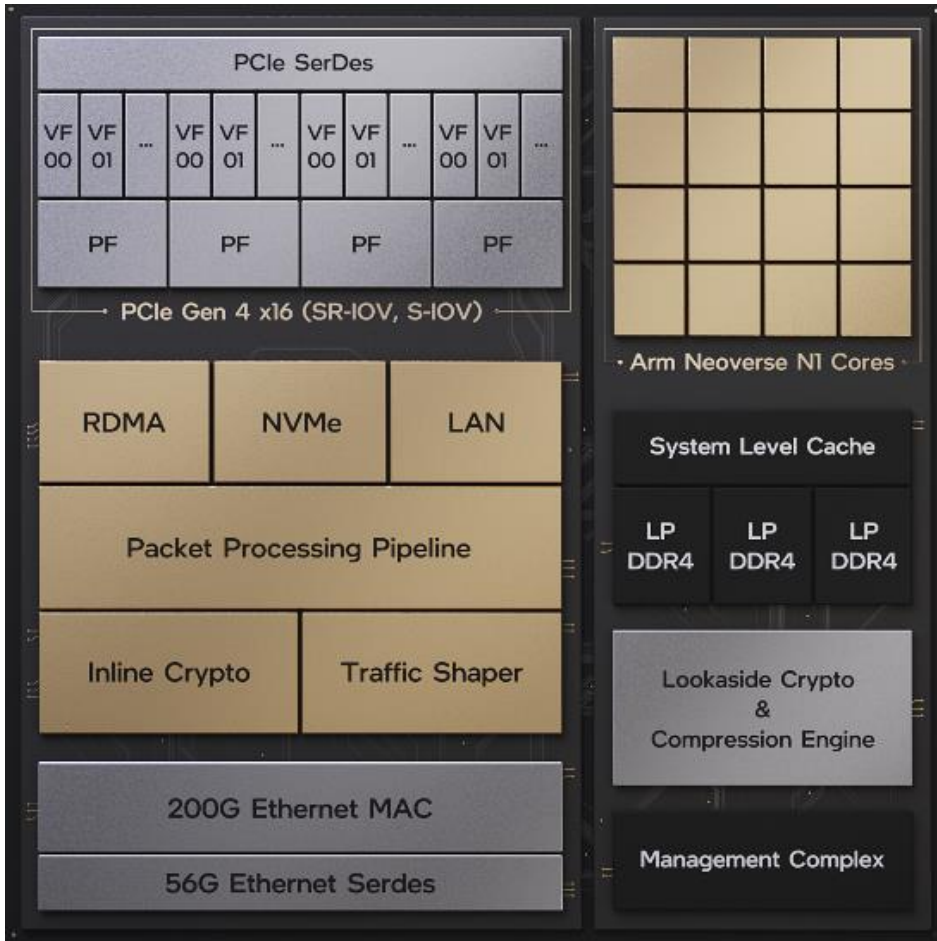 PCIe SerDes
VF 00
VF 01
...
VF 00
VF 01
...
VF 00
VF 01
...
VF 00
VF 01
...
PF
PF
PF
PF
PCIe Gen 4 x16 (SR-IOV, S-IOV)
RDMA
NVMe
LAN
Packet Processing Pipeline
Inline Crypto
Traffic Shaper
200G Ethernet MAC
56G Ethernet Serdes
Arm Neoverse N1 Cores
System Level Cache
LP
DDR4
LP
DDR4
LP
DDR4
Lookaside Crypto
&
Compression Engine
Management Complex